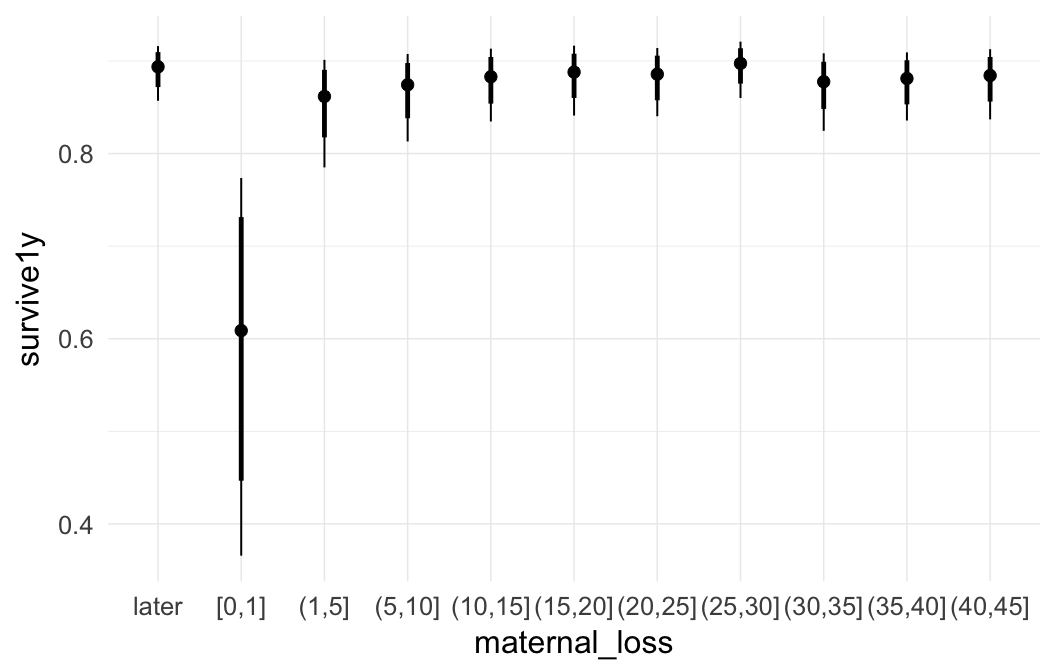 survive1y
0.8
0.6
0.4
later [0,1] (1,5] (5,10] (10,15] (15,20] (20,25] (25,30] (30,35] (35,40] (40,45]
maternal_loss